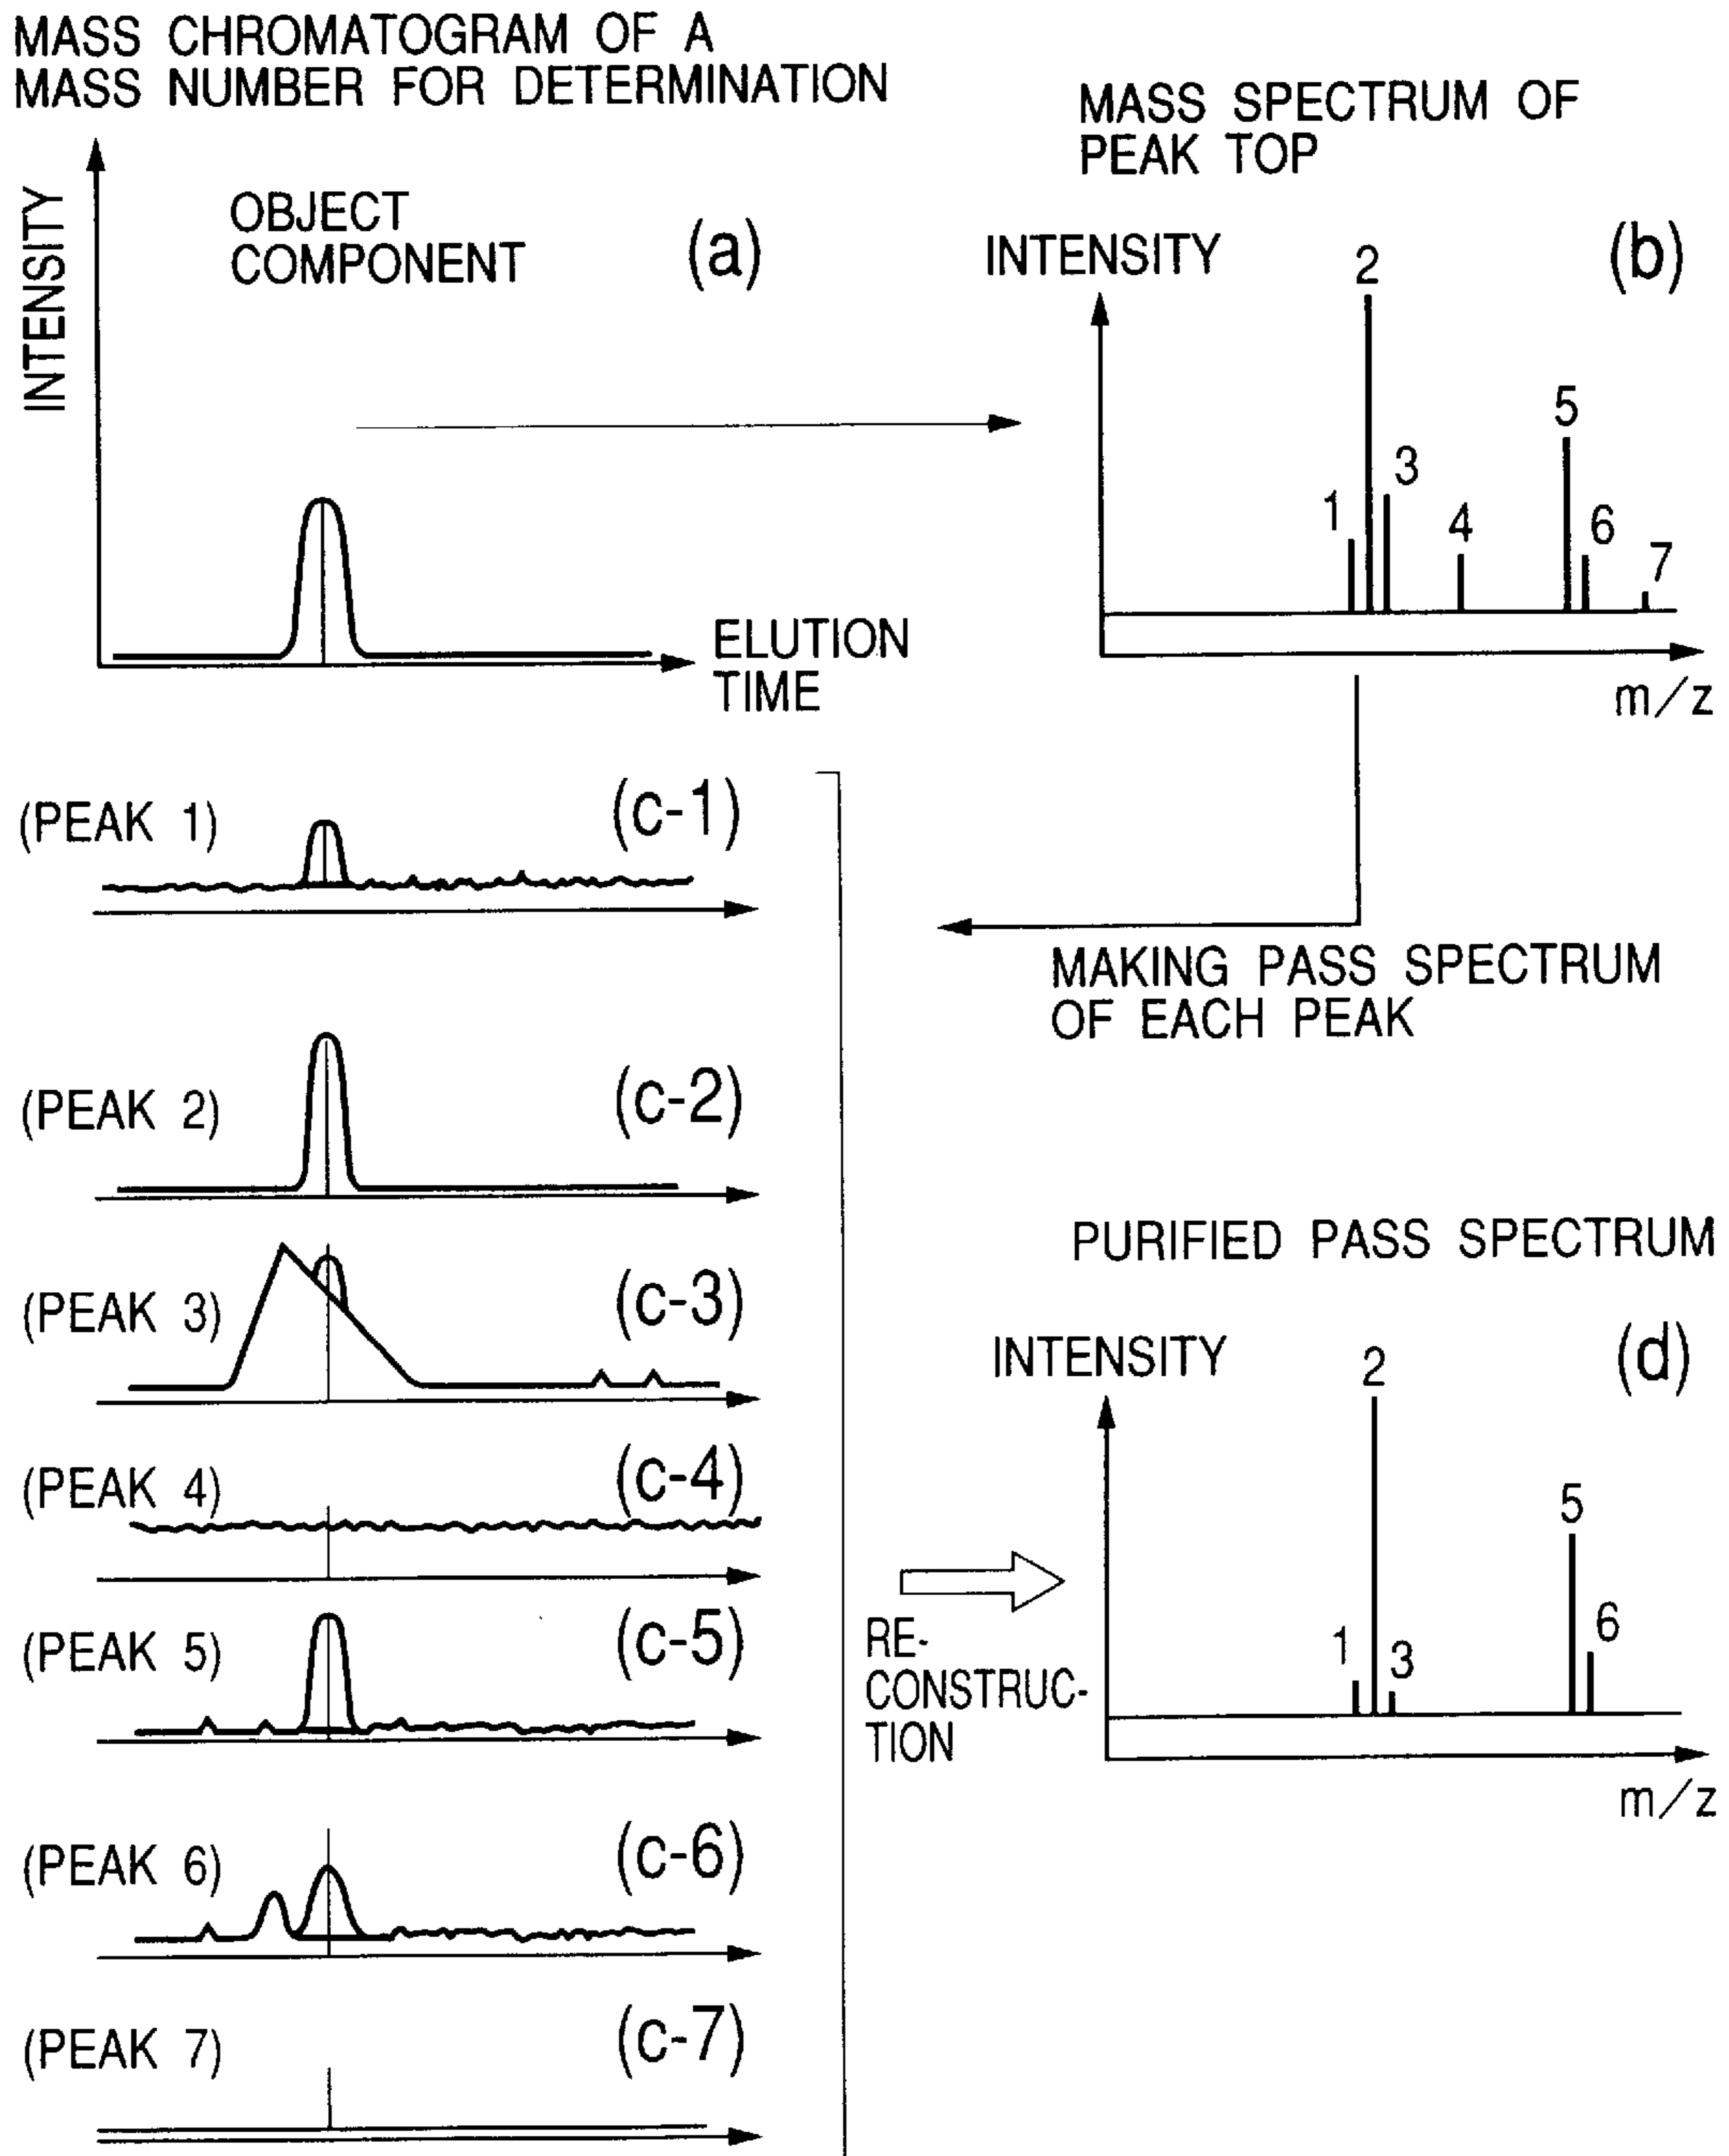 MASS CHROMATOGRAM OF A
MASS NUMBER FOR DETERMINATION
INTENSITY
OBJECT
COMPONENT
(a)
ELUTION
TIME
MASS SPECTRUM OF
PEAK TOP
INTENSITY
(b)
1
2
3
4
5
6
7
m/z
MAKING PASS SPECTRUM
OF EACH PEAK
(PEAK 1)
(c-1)
(PEAK 2)
(c-2)
(PEAK 3)
(c-3)
(PEAK 4)
(c-4)
(PEAK 5)
(c-5)
(PEAK 6)
(c-6)
(PEAK 7)
(c-7)
RE-
CONSTRUC-
TION
PURIFIED PASS SPECTRUM
INTENSITY
(d)
1
2
3
5
6
m/z